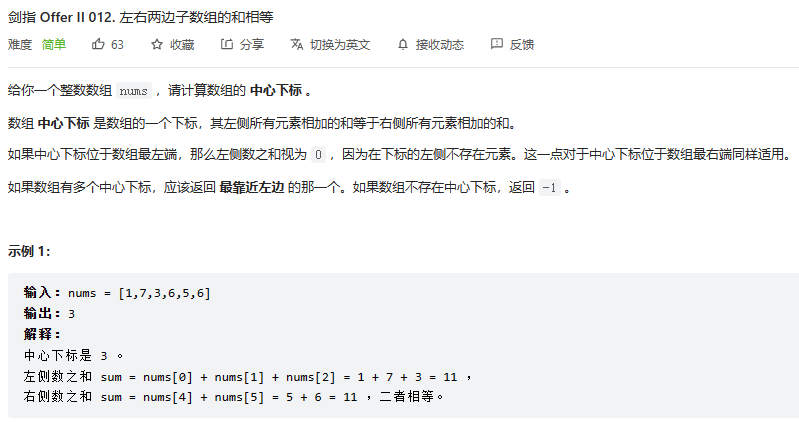 剑指 Offer II 012. 左右两边子数组的和相等
难度 简单 63 收藏 分享 切换为英文 接收动态 反馈
给你一个整数数组 nums ，请计算数组的 中心下标 。
数组 中心下标 是数组的一个下标，其左侧所有元素相加的和等于右侧所有元素相加的和。
如果中心下标位于数组最左端，那么左侧数之和视为 0 ，因为在下标的左侧不存在元素。这一点对于中心下标位于数组最右端同样适用。
如果数组有多个中心下标，应该返回 最靠近左边 的那一个。如果数组不存在中心下标，返回 -1 。
示例 1：
输入：nums = [1,7,3,6,5,6]
输出：3
解释：
中心下标是 3 。
左侧数之和 sum = nums[0] + nums[1] + nums[2] = 1 + 7 + 3 = 11 ，
右侧数之和 sum = nums[4] + nums[5] = 5 + 6 = 11 ，二者相等。